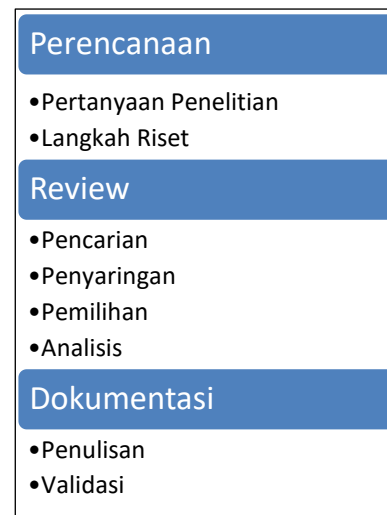 Perencanaan
•Pertanyaan Penelitian
•Langkah Riset
Review
•Pencarian
•Penyaringan
•Pemilihan
•Analisis
Dokumentasi
•Penulisan
•Validasi